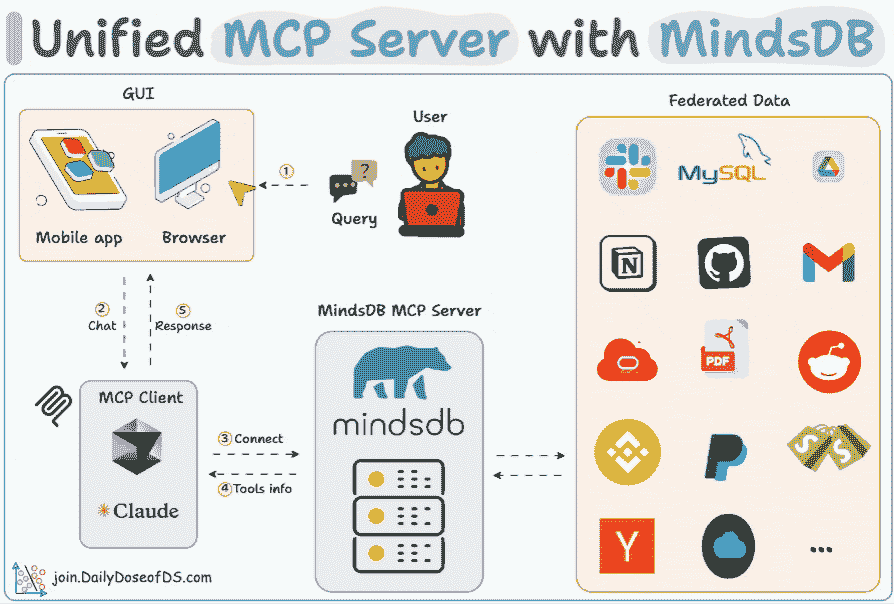 Unified MCP Server with MindsDB
GUI
User
Federated Data
1
?
Query
Mobile app
Browser
MySQL
N
2
Chat
5
Response
MindsDB MCP Server
PDF
MCP Client
mindsdb
3 Connect
4 Tools info
Claude
$ $
Y
...
join.DailyDoseofDS.com